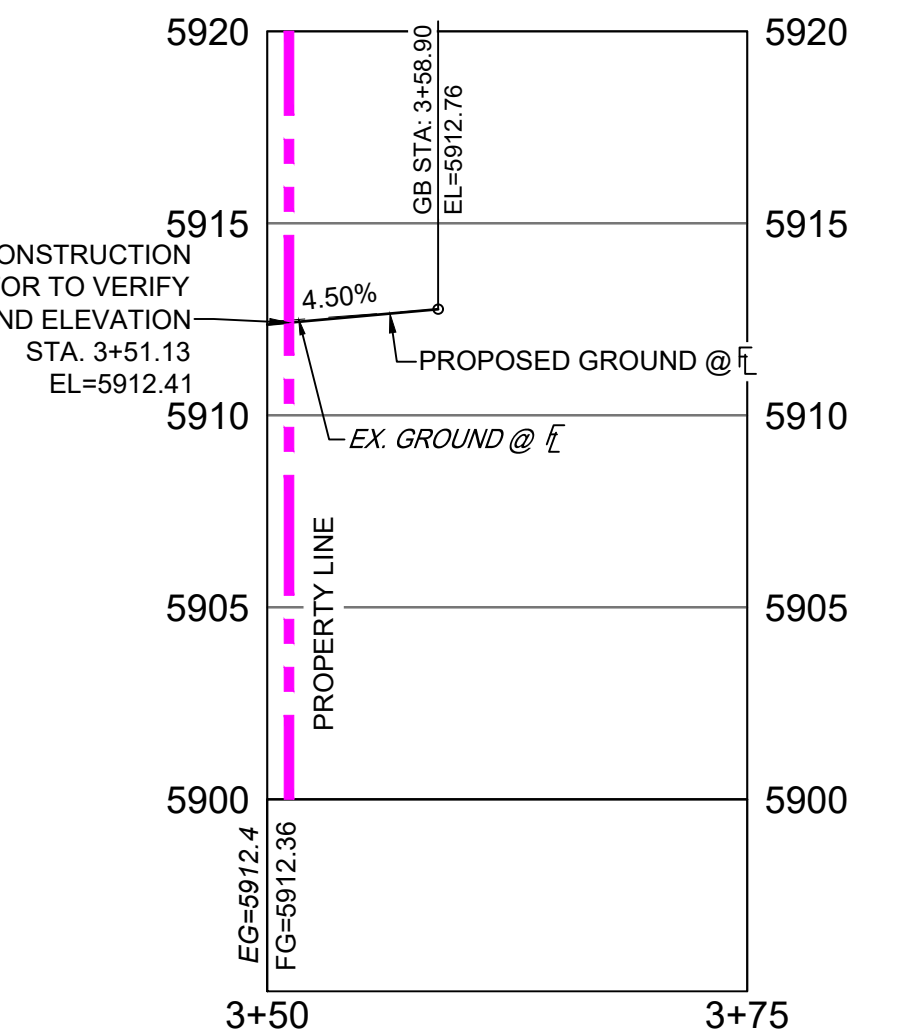 5920
5920
GB STA: 3+58.90
EL=5912.76
5915
5915
ONSTRUCTION
OR TO VERIFY
ND ELEVATION
STA. 3+51.13
EL=5912.41
4.50%
PROPOSED GROUND @ FL
5910
5910
EX. GROUND @ FL
PROPERTY LINE
5905
5905
5900
5900
EG=5912.4
FG=5912.36
3+50
3+75